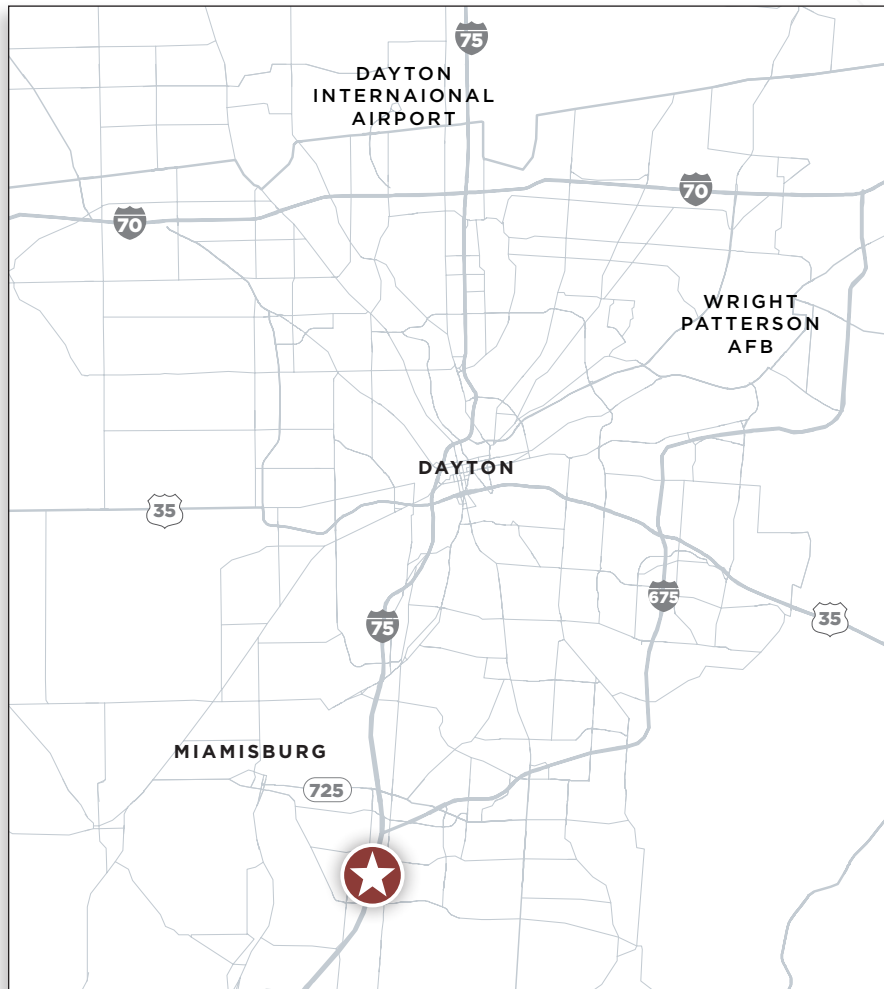 75
DAYTON
INTERNAIONAL
AIRPORT
70
70
WRIGHT
PATTERSON
AFB
DAYTON
35
675
35
75
MIAMISBURG
725